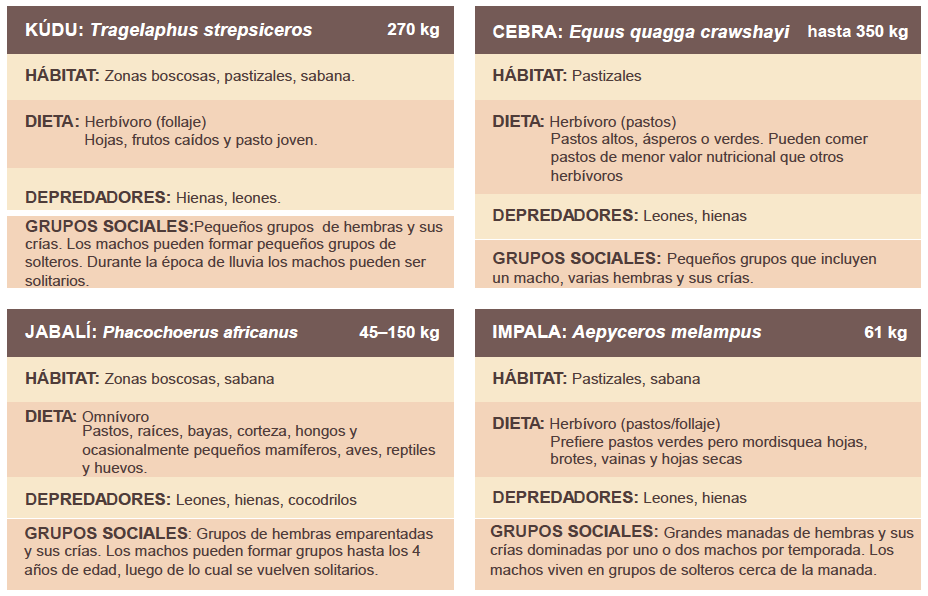 KÚDU: Tragelaphus strepsiceros 270 kg
HÁBITAT: Zonas boscosas, pastizales, sabana.
DIETA: Herbívoro (follaje)
Hojas, frutos caídos y pasto joven.
DEPREDADORES: Hienas, leones.
GRUPOS SOCIALES:Pequeños grupos de hembras y sus
crías. Los machos pueden formar pequeños grupos de
solteros. Durante la época de lluvia los machos pueden ser
solitarios.
CEBRA: Equus quagga crawshayi hasta 350 kg
HÁBITAT: Pastizales
DIETA: Herbívoro (pastos)
Pastos altos, ásperos o verdes. Pueden comer
pastos de menor valor nutricional que otros
herbívoros
DEPREDADORES: Leones, hienas
GRUPOS SOCIALES: Pequeños grupos que incluyen
un macho, varias hembras y sus crías.
JABALÍ: Phacochoerus africanus 45–150 kg
HÁBITAT: Zonas boscosas, sabana
DIETA: Omnívoro
Pastos, raíces, bayas, corteza, hongos y
ocasionalmente pequeños mamíferos, aves, reptiles
y huevos.
DEPREDADORES: Leones, hienas, cocodrilos
GRUPOS SOCIALES: Grupos de hembras emparentadas
y sus crías. Los machos pueden formar grupos hasta los 4
años de edad, luego de lo cual se vuelven solitarios.
IMPALA: Aepyceros melampus 61 kg
HÁBITAT: Pastizales, sabana
DIETA: Herbívoro (pastos/follaje)
Prefiere pastos verdes pero mordisquea hojas,
brotes, vainas y hojas secas
DEPREDADORES: Leones, hienas
GRUPOS SOCIALES: Grandes manadas de hembras y sus
crías dominadas por uno o dos machos por temporada. Los
machos viven en grupos de solteros cerca de la manada.